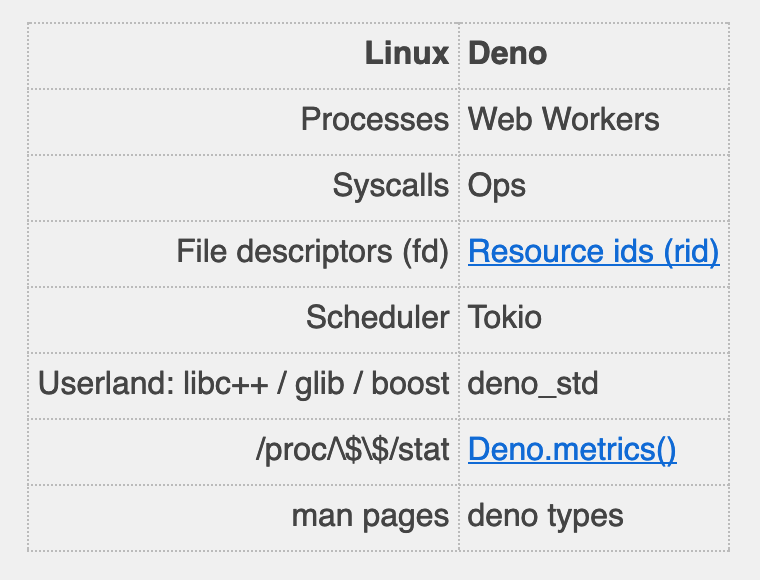 Linux Deno
Processes Web Workers
Syscalls Ops
File descriptors (fd) Resource ids (rid)
Scheduler Tokio
Userland: libc++ / glib / boost deno_std
/proc/\$\$/stat Deno.metrics()
man pages deno types